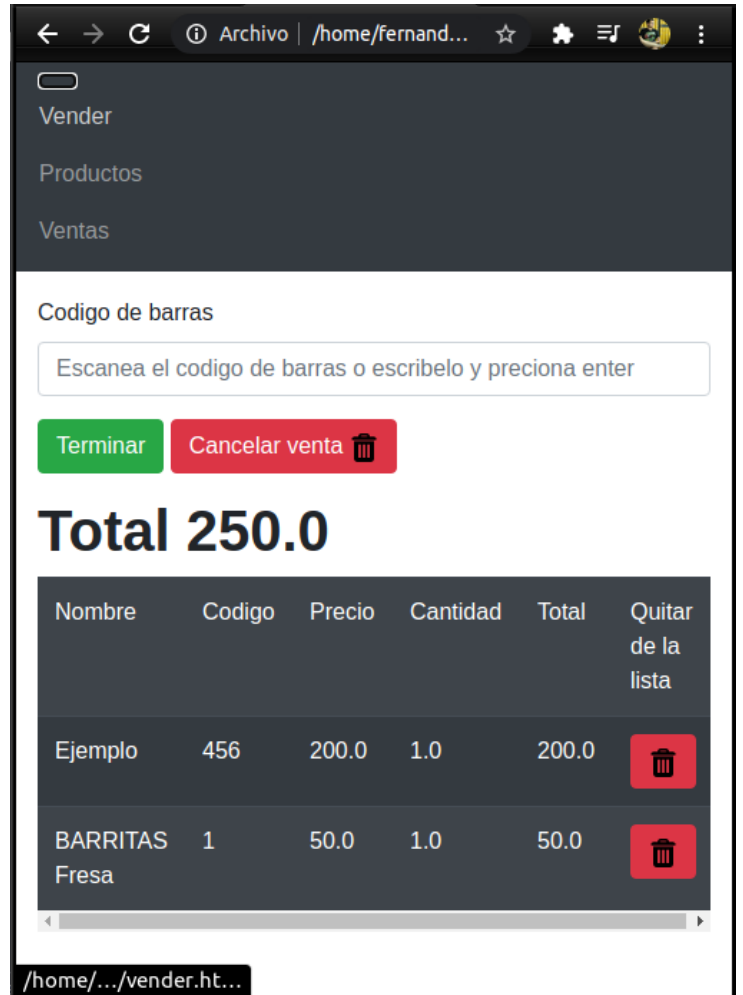 Archivo | /home/fernand...
Vender
Productos
Ventas
Codigo de barras
Escanea el codigo de barras o escribelo y preciona enter
Terminar Cancelar venta
Total 250.0
Nombre Codigo Precio Cantidad Total Quitar de la lista
Ejemplo 456 200.0 1.0 200.0
BARRITAS Fresa 1 50.0 1.0 50.0
/home/.../vender.ht...